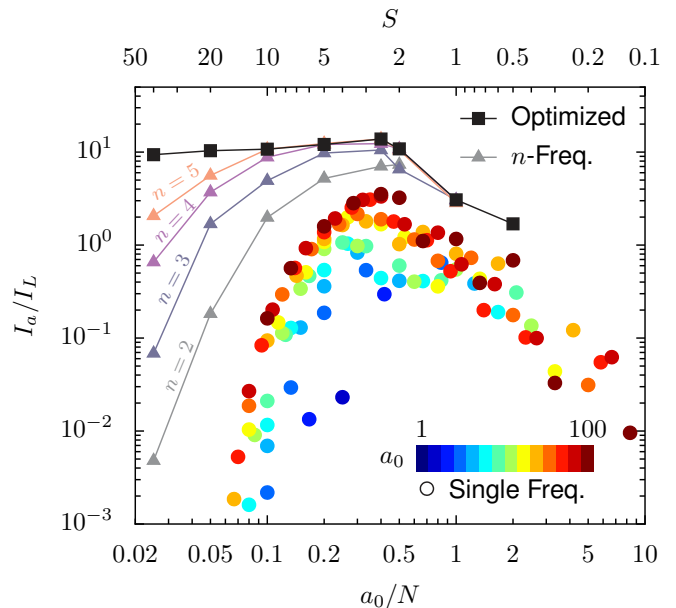 S
50 20 10 5 2 1 0.5 0.2 0.1
Optimized
n-Freq.
n = 5
n = 4
n = 3
n = 2
I_a/I_L
10^1
10^0
10^−1
10^−2
10^−3
1 100
a_0
Single Freq.
0.02 0.05 0.1 0.2 0.5 1 2 5 10
a_0/N